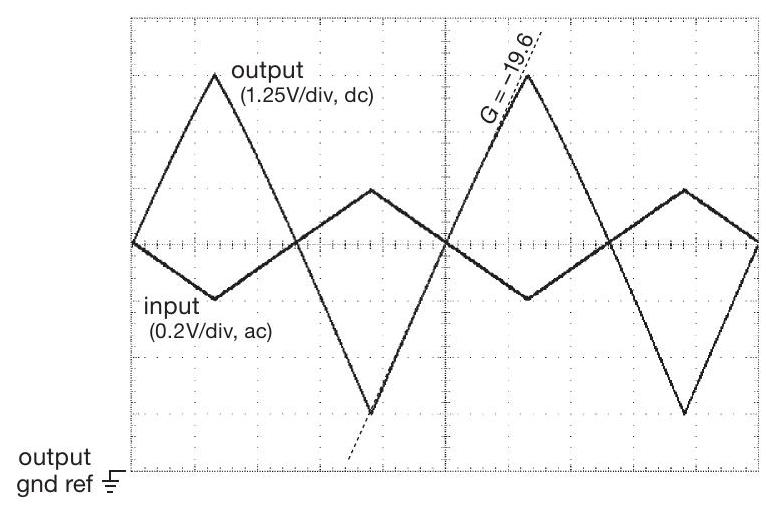 output
(1.25V/div, dc)
G = −19.6
input
(0.2V/div, ac)
output
gnd ref